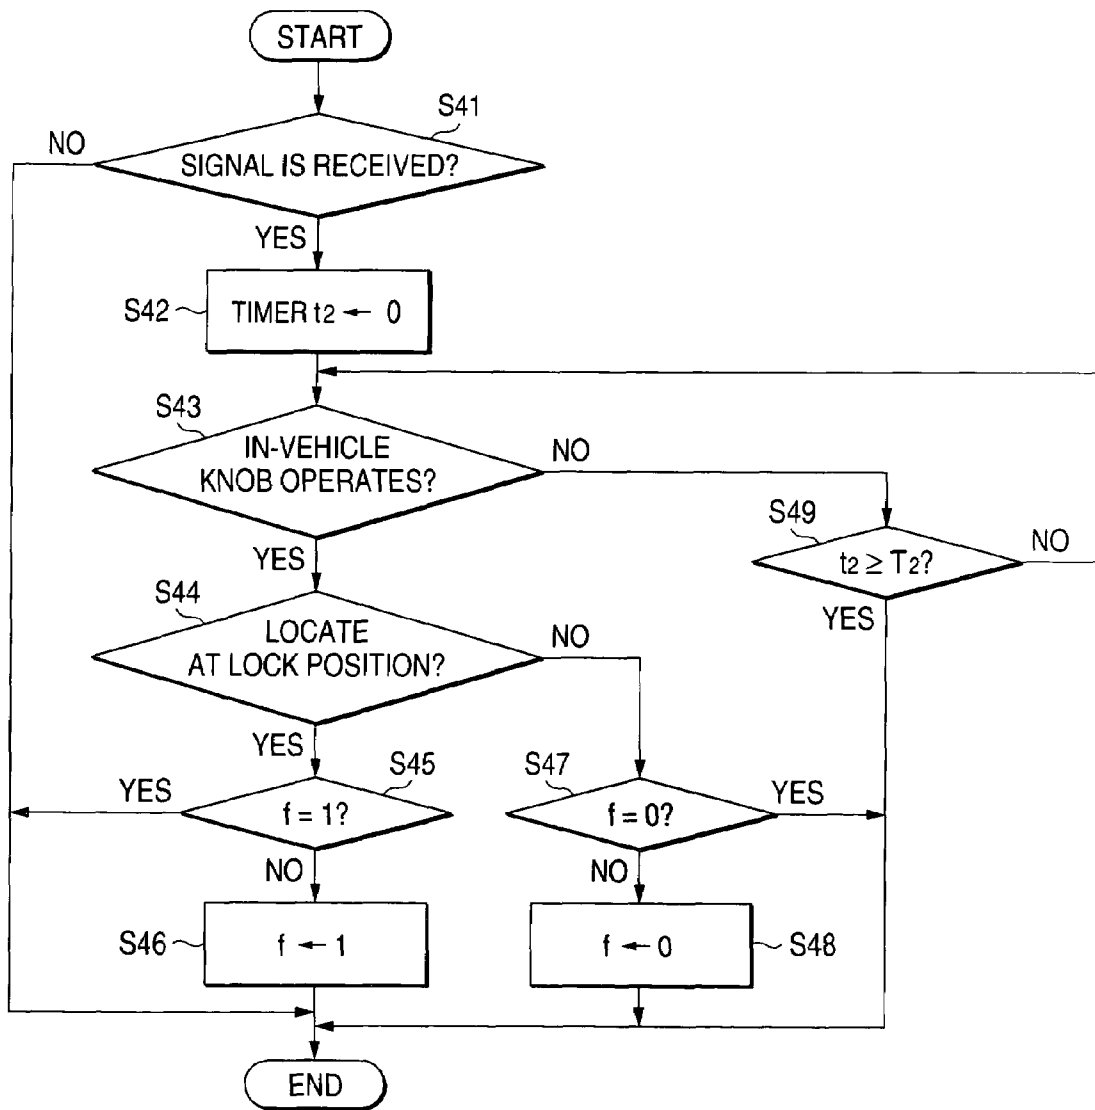 START
S41
NO
SIGNAL IS RECEIVED?
YES
S42
TIMER t2 ← 0
S43
IN-VEHICLE
KNOB OPERATES?
NO
YES
S49
t2 ≥ T2?
NO
YES
S44
LOCATE
AT LOCK POSITION?
NO
YES
S45
YES
f = 1?
NO
S47
f = 0?
YES
NO
S46
f ← 1
f ← 0
S48
END